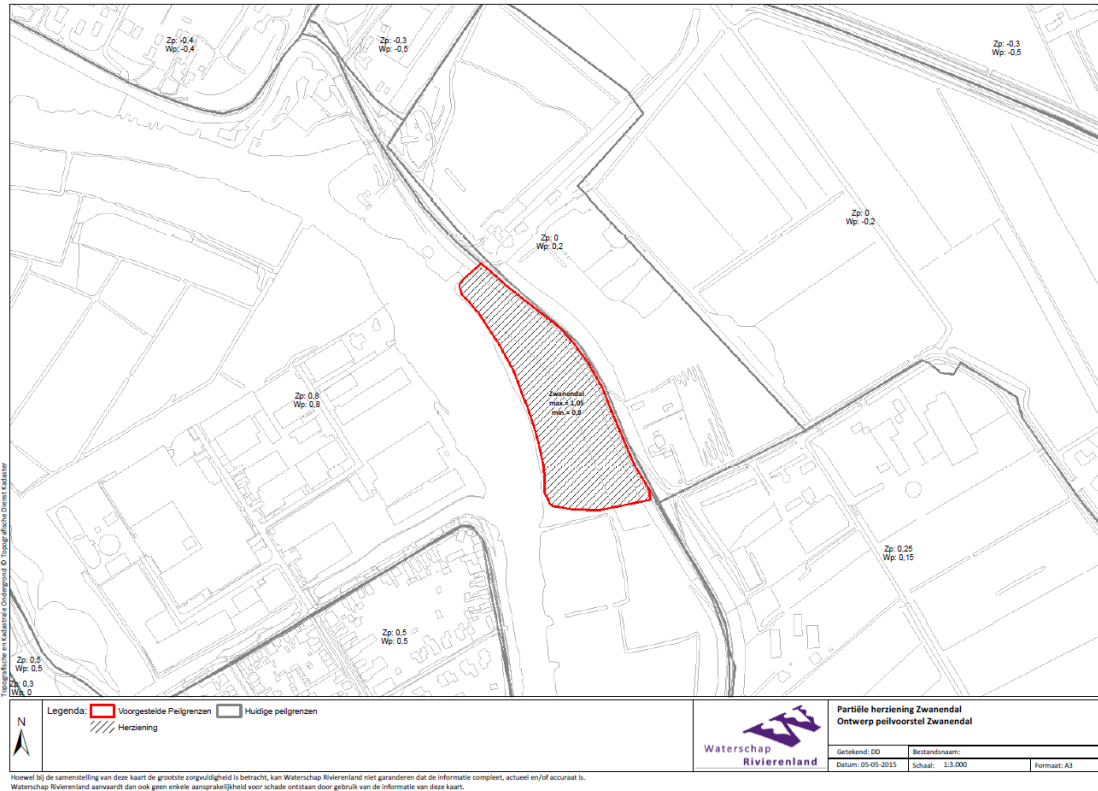 Zp: -0,4
Wp: -0,4
Zp: -0,3
Wp: -0,5
Zp: -0,3
Wp: -0,5
Zp: 0
Wp: -0,2
Zp: 0
Wp: 0,2
Zwanendal
max.= 1,05
min.= 0,8
Zp: 0,8
Wp: 0,8
Zp: 0,25
Wp: 0,15
Zp: 0,5
Wp: 0,5
Zp: 0,5
Wp: 0,5
Zp: 0,3
Wp: 0
Topografische en Kadastrale Ondergrond © Topografische Dienst Kadaster
N
Legenda:
Voorgestelde Peilgrenzen
Huidige peilgrenzen
Herziening
Waterschap
Rivierenland
Partiële herziening Zwanendal
Ontwerp peilvoorstel Zwanendal
Getekend: DD
Bestandsnaam:
Datum: 05-05-2015
Schaal: 1:3.000
Formaat: A3
Hoewel bij de samenstelling van deze kaart de grootste zorgvuldigheid is betracht, kan Waterschap Rivierenland niet garanderen dat de informatie compleet, actueel en/of accuraat is.
Waterschap Rivierenland aanvaardt dan ook geen enkele aansprakelijkheid voor schade ontstaan door gebruik van de informatie van deze kaart.